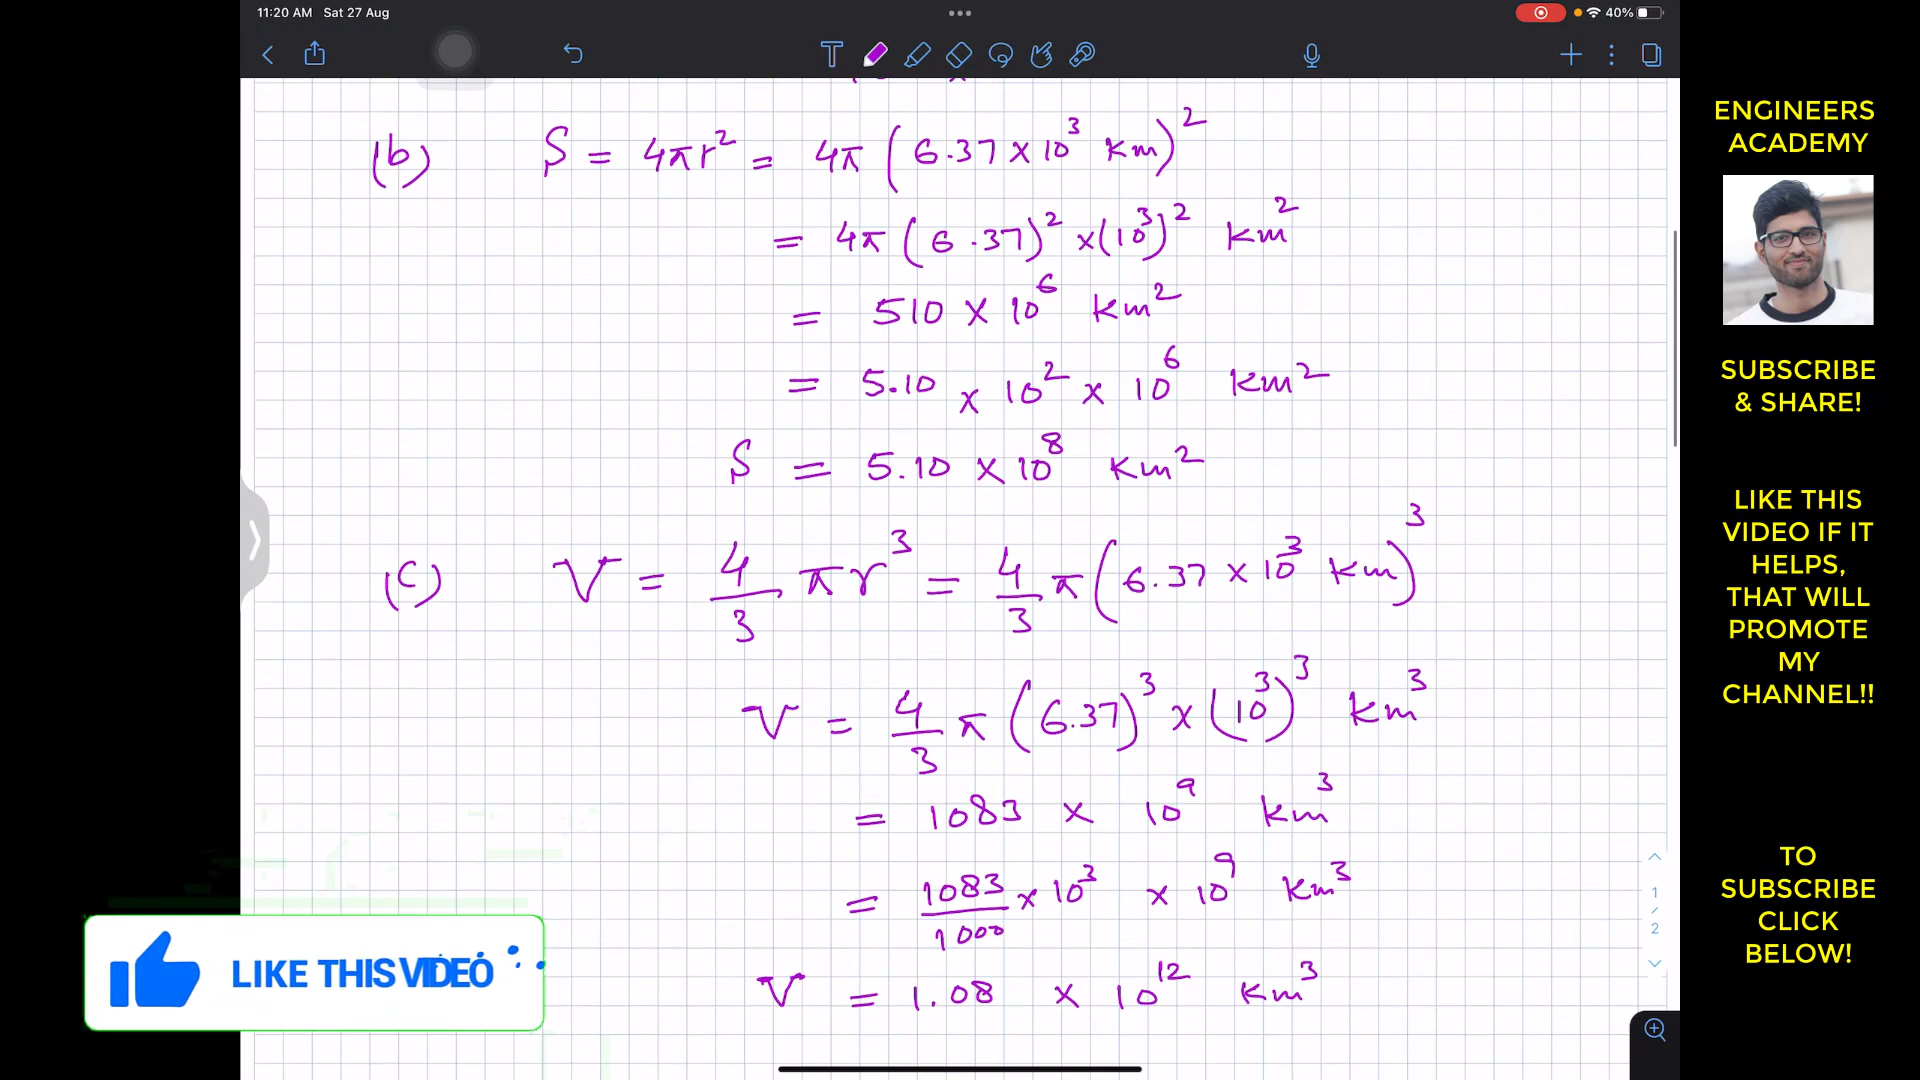 11:20 AM Sat 27 Aug
40%
(b) S = 4πr² = 4π (6.37 × 10³ km)²
= 4π (6.37)² × (10³)² km²
= 510 × 10⁶ km²
= 5.10 × 10² × 10⁶ km²
S = 5.10 × 10⁸ km²
(c) V = 4/3 πr³ = 4/3 π (6.37 × 10³ km)³
V = 4/3 π (6.37)³ × (10³)³ km³
= 1083 × 10⁹ km³
= 1083/1000 × 10³ × 10⁹ km³
V = 1.08 × 10¹² km³
1
/
2
LIKE THIS VIDEO
ENGINEERS
ACADEMY
SUBSCRIBE
& SHARE!
LIKE THIS
VIDEO IF IT
HELPS,
THAT WILL
PROMOTE
MY
CHANNEL!!
TO
SUBSCRIBE
CLICK
BELOW!